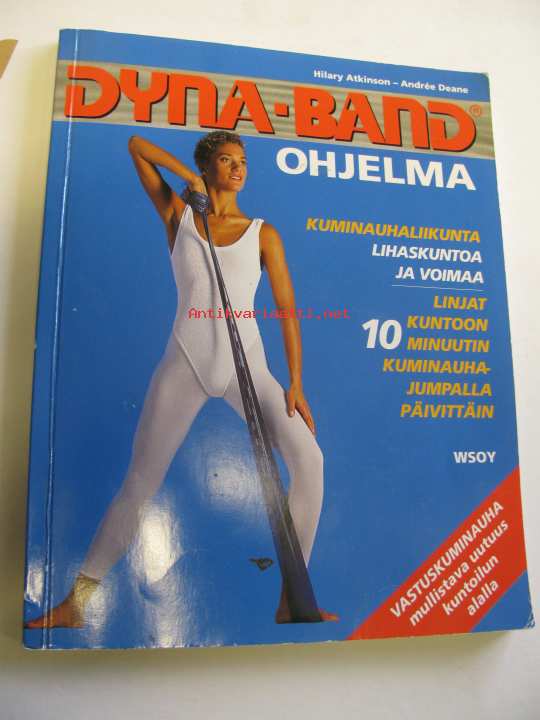 Hilary Atkinson – Andrée Deane
DYNA·BAND®
OHJELMA
KUMINAUHALIIKUNTA
LIHASKUNTOA
JA VOIMAA
LINJAT
KUNTOON
10 MINUUTIN
KUMINAUHA-
JUMPALLA
PÄIVITTÄIN
WSOY
VASTUSKUMINAUHA
mullistava uutuus
kuntoilun
alalla
Antikvariaatti.net